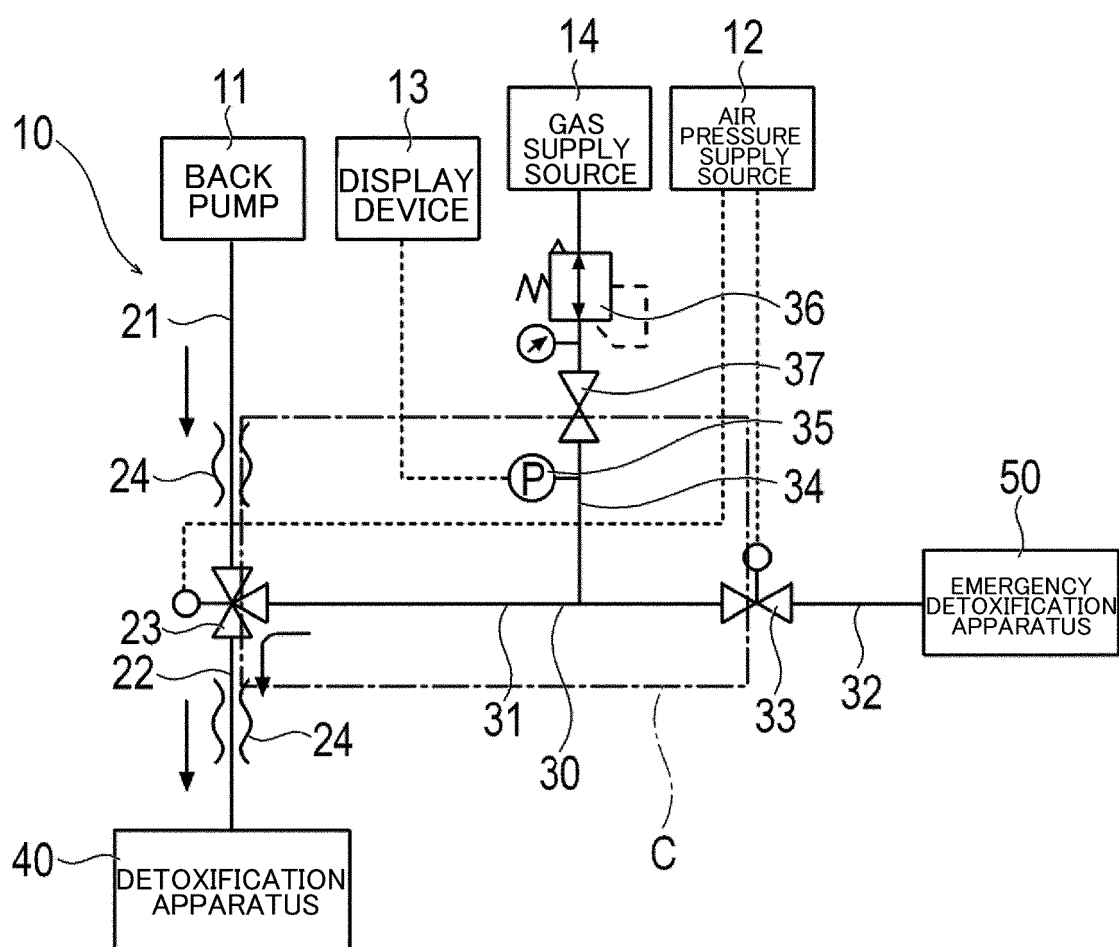 14
12
11
13
10
GAS
SUPPLY
SOURCE
AIR
PRESSURE
SUPPLY
SOURCE
BACK
PUMP
DISPLAY
DEVICE
21
36
37
35
24
P
34
50
EMERGENCY
DETOXIFICATION
APPARATUS
23
22
31
30
33
32
24
40
C
DETOXIFICATION
APPARATUS